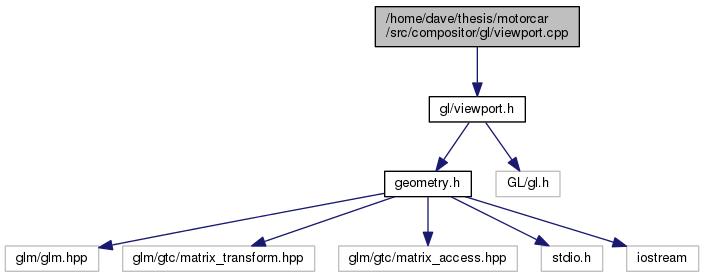 /home/dave/thesis/motorcar
/src/compositor/gl/viewport.cpp
gl/viewport.h
geometry.h
GL/gl.h
glm/glm.hpp
glm/gtc/matrix_transform.hpp
glm/gtc/matrix_access.hpp
stdio.h
iostream